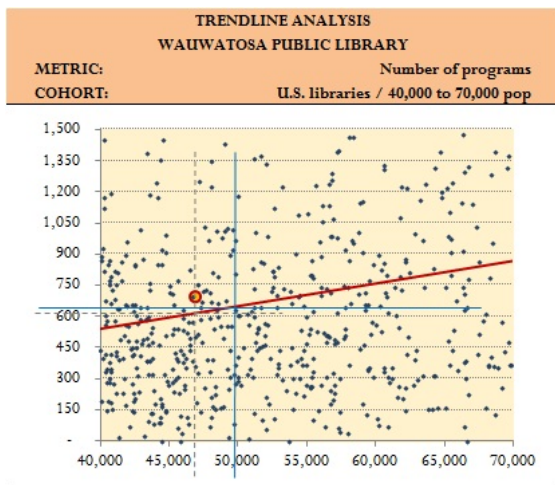 TRENDLINE ANALYSIS
WAUWATOSA PUBLIC LIBRARY
METRIC: Number of programs
COHORT: U.S. libraries / 40,000 to 70,000 pop
1,500
1,350
1,200
1,050
900
750
600
450
300
150
-
40,000 45,000 50,000 55,000 60,000 65,000 70,000